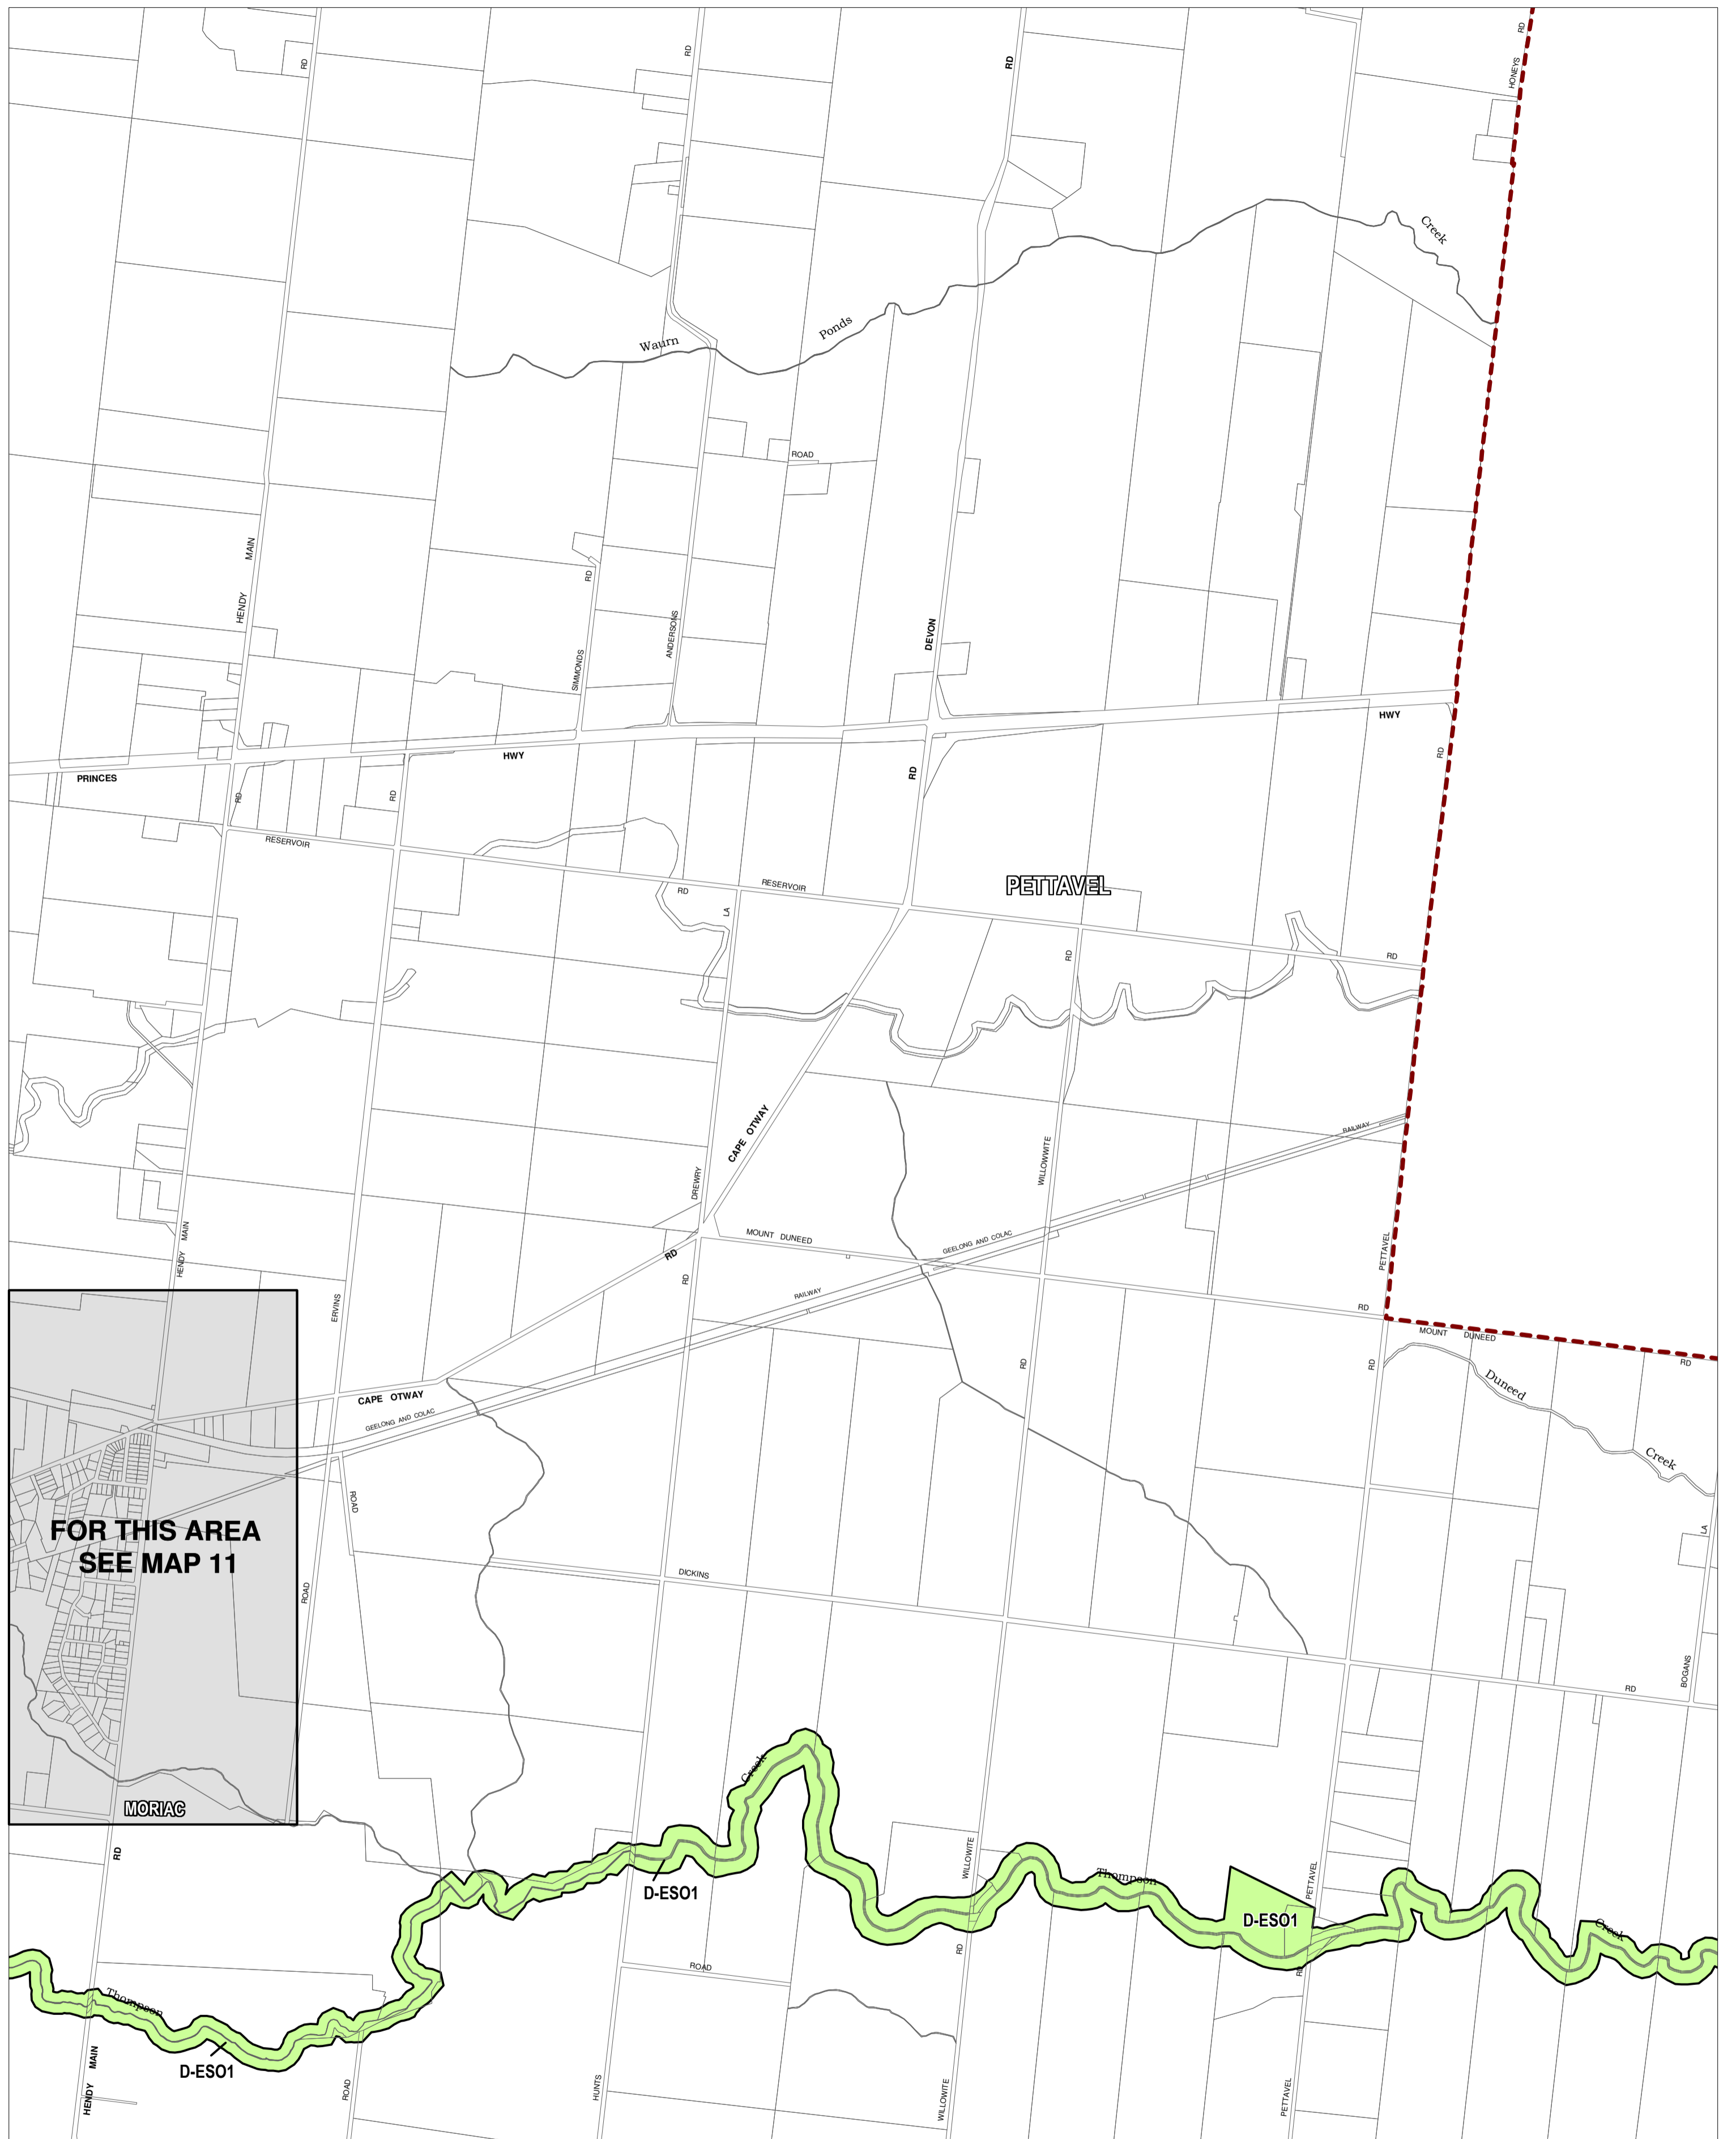 RD
HONEYS
RD
RD
RD
Creek
Ponds
Waurn
ROAD
MAIN
HENDY
RD
SIMMONDS
ANDERSONS
DEVON
HWY
HWY
PRINCES
RD
RD
RD
RD
RESERVOIR
RD
RESERVOIR
LA
PETTAVEL
RD
RD
CAPE OTWAY
DREWRY
WILLOWWITE
RAILWAY
MAIN
HENDY
MOUNT DUNEED
GEELONG AND COLAC
PETTAVEL
RD
RD
RAILWAY
ERVINS
RD
MOUNT DUNEED
RD
RD
RD
Duneed
Creek
CAPE OTWAY
GEELONG AND COLAC
ROAD
FOR THIS AREA
SEE MAP 11
LA
DICKINS
ROAD
BOGANS
RD
Creek
MORIAC
RD
WILLOWITE
Thompson
PETTAVEL
D-ESO1
D-ESO1
Creek
RD
ROAD
RD
Thompson
D-ESO1
MAIN
HENDY
ROAD
HUNTS
WILLOWITE
PETTAVEL